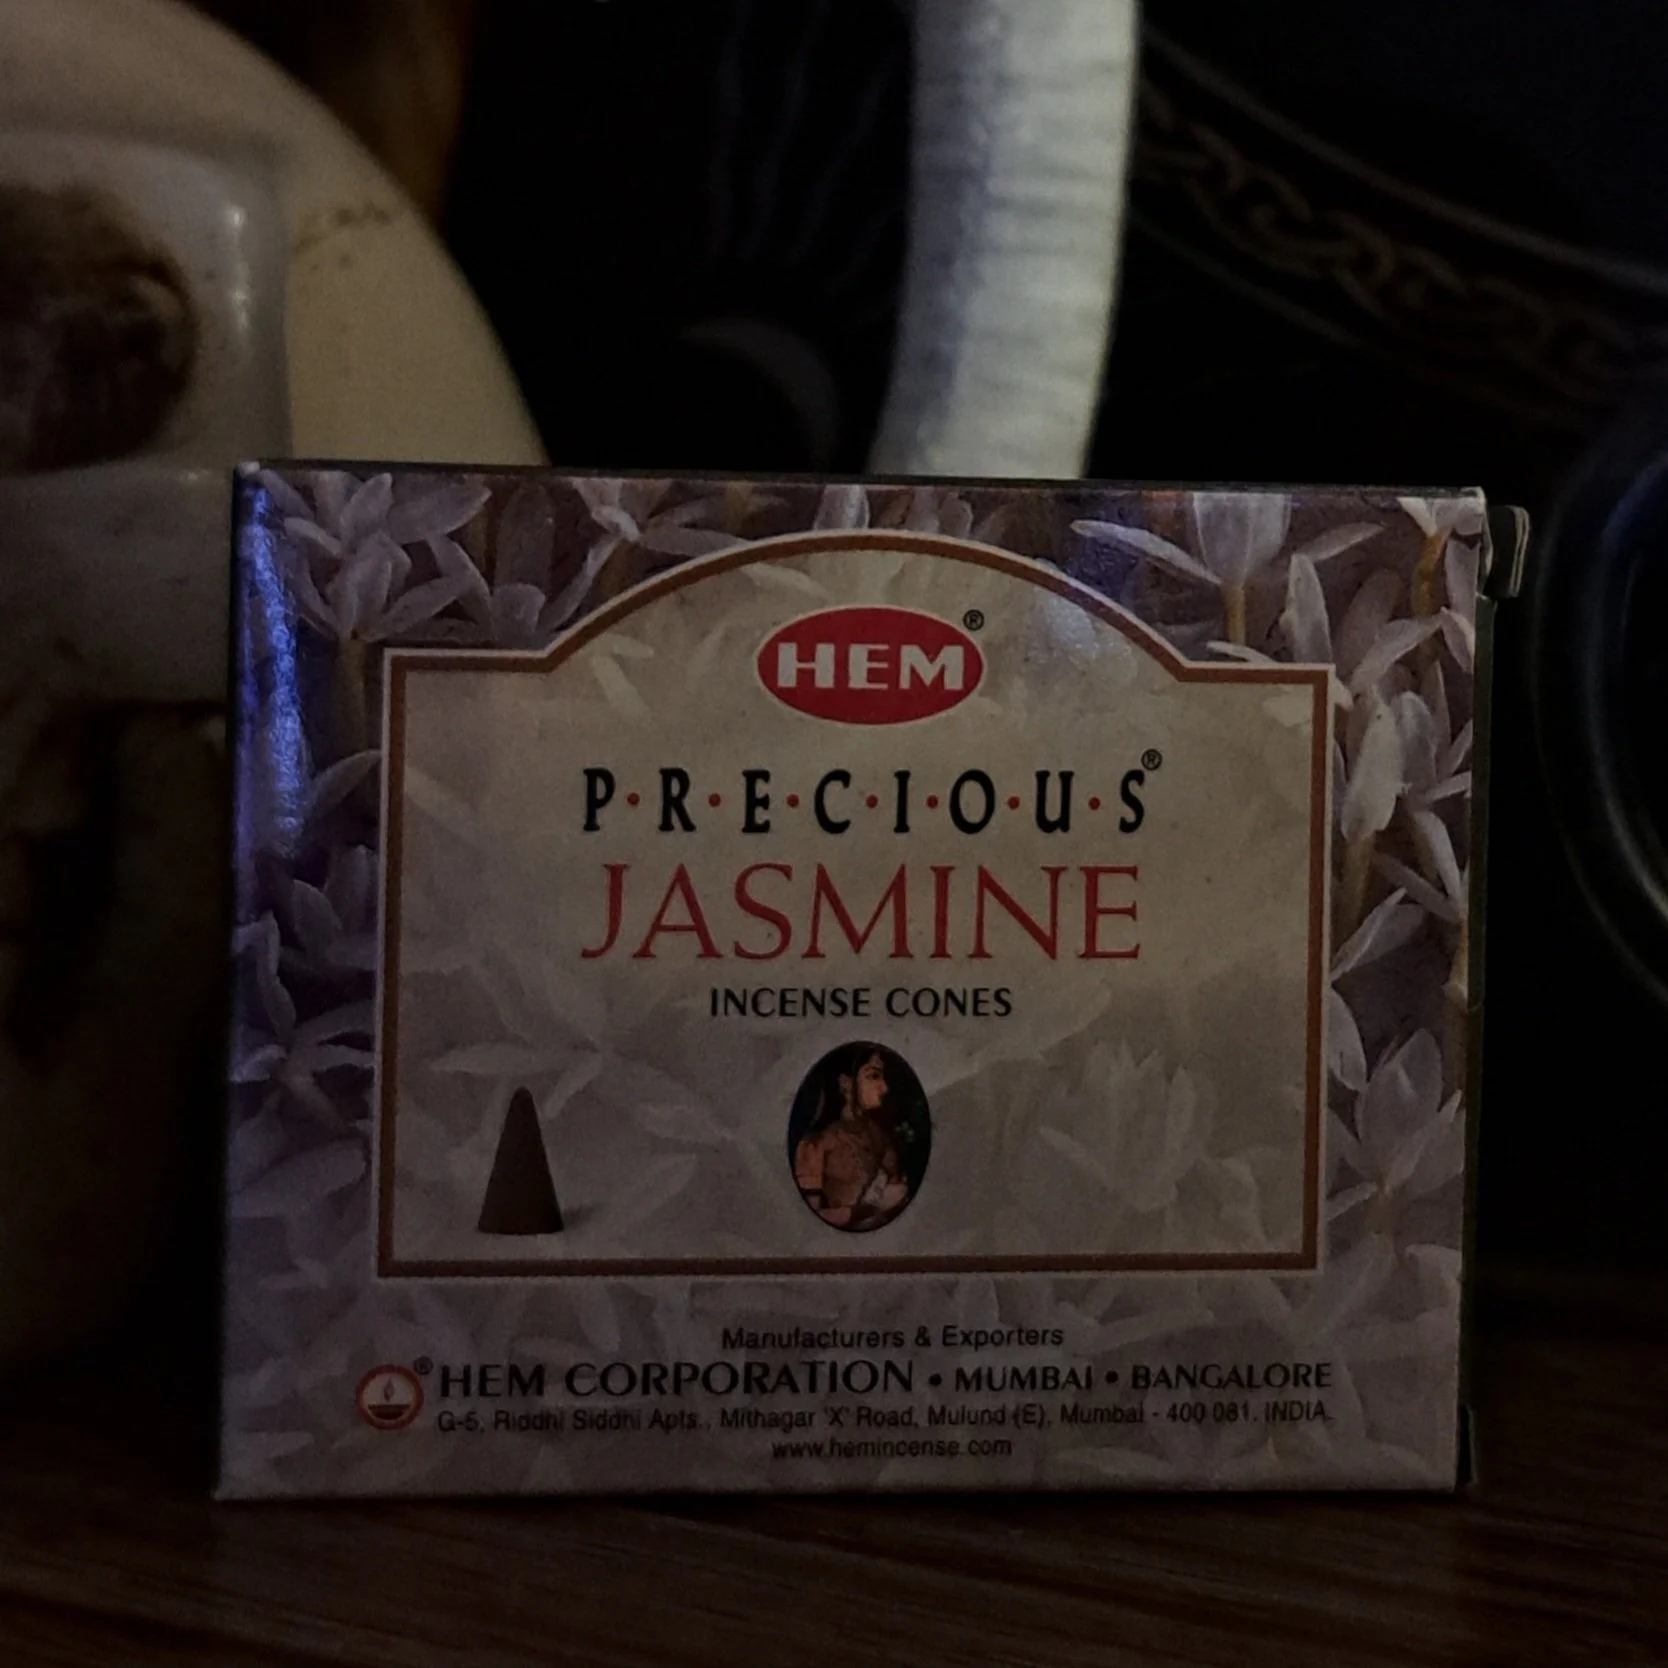 HEM®
P·R·E·C·I·O·U·S®
JASMINE
INCENSE CONES
Manufacturers & Exporters
® HEM CORPORATION • MUMBAI • BANGALORE
G-5, Riddhi Siddhi Apts., Mithagar 'X' Road, Mulund (E), Mumbai - 400 081. INDIA.
www.hemincense.com